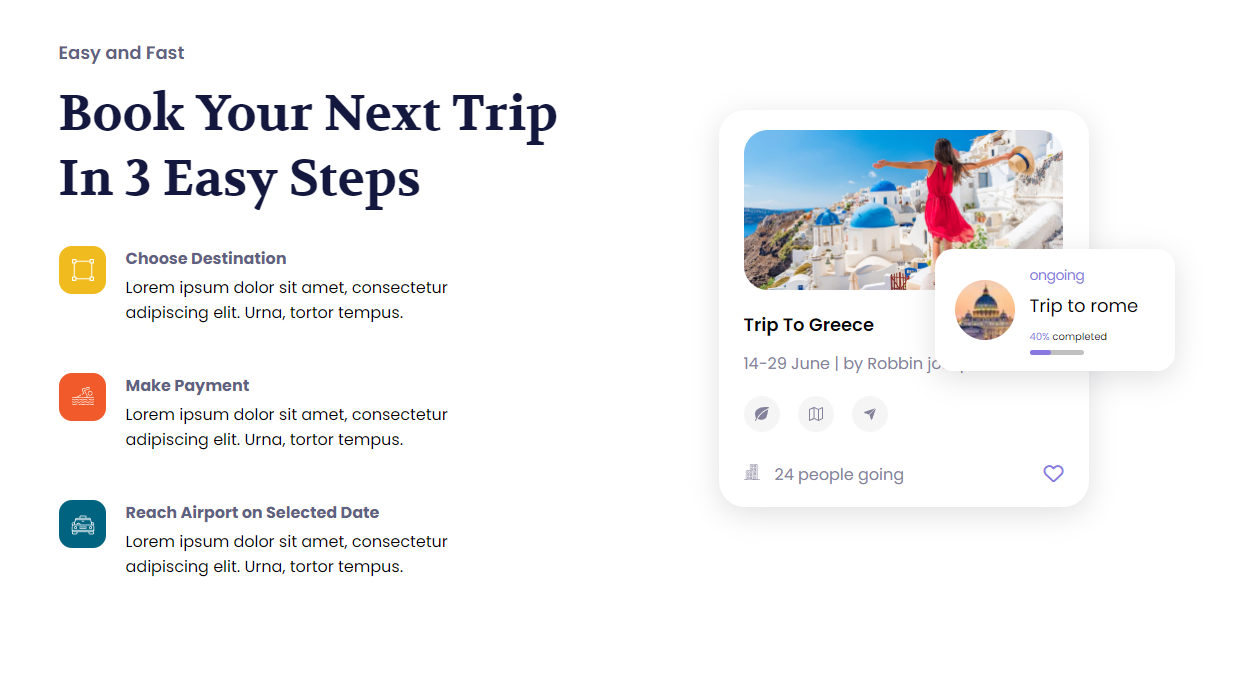 Easy and Fast
Book Your Next Trip
In 3 Easy Steps
Choose Destination
Lorem ipsum dolor sit amet, consectetur
adipiscing elit. Urna, tortor tempus.
Make Payment
Lorem ipsum dolor sit amet, consectetur
adipiscing elit. Urna, tortor tempus.
Reach Airport on Selected Date
Lorem ipsum dolor sit amet, consectetur
adipiscing elit. Urna, tortor tempus.
Trip To Greece
14-29 June | by Robbin
24 people going
ongoing
Trip to rome
40% completed